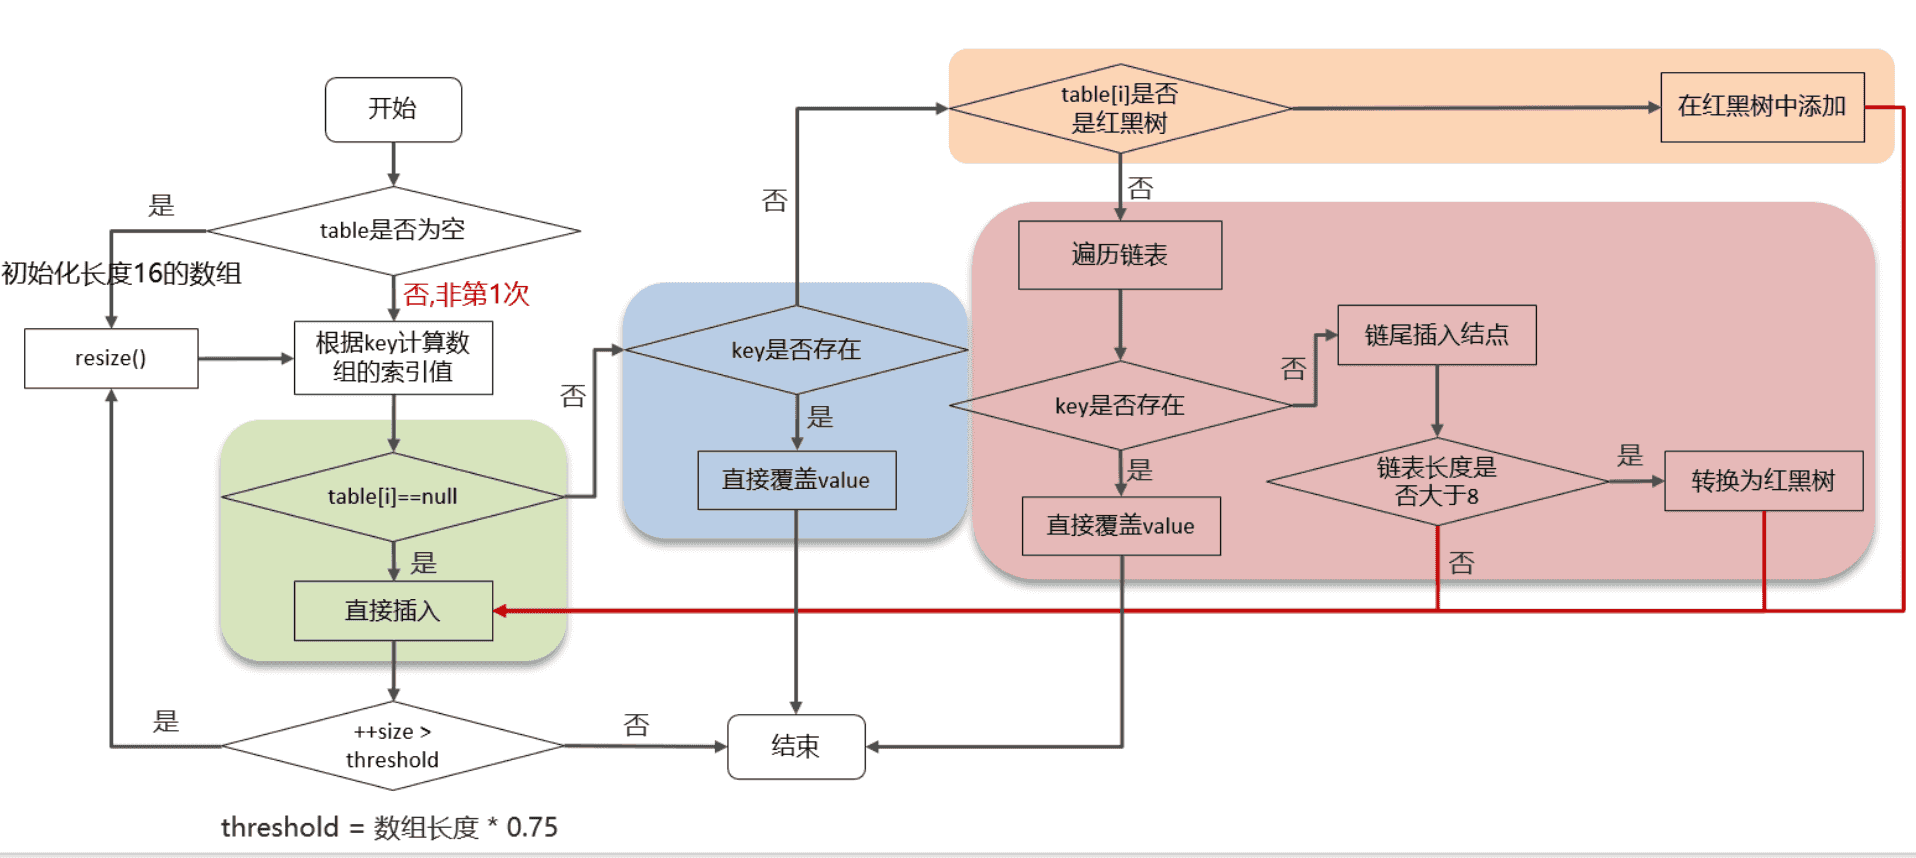 开始
是
table是否为空
初始化长度16的数组
否,非第1次
resize()
根据key计算数
组的索引值
table[i]==null
否
是
直接插入
是
++size >
threshold
否
threshold = 数组长度 * 0.75
否
key是否存在
是
直接覆盖value
结束
table[i]是否
是红黑树
在红黑树中添加
否
遍历链表
key是否存在
否
链尾插入结点
是
直接覆盖value
链表长度是
否大于8
是
转换为红黑树
否